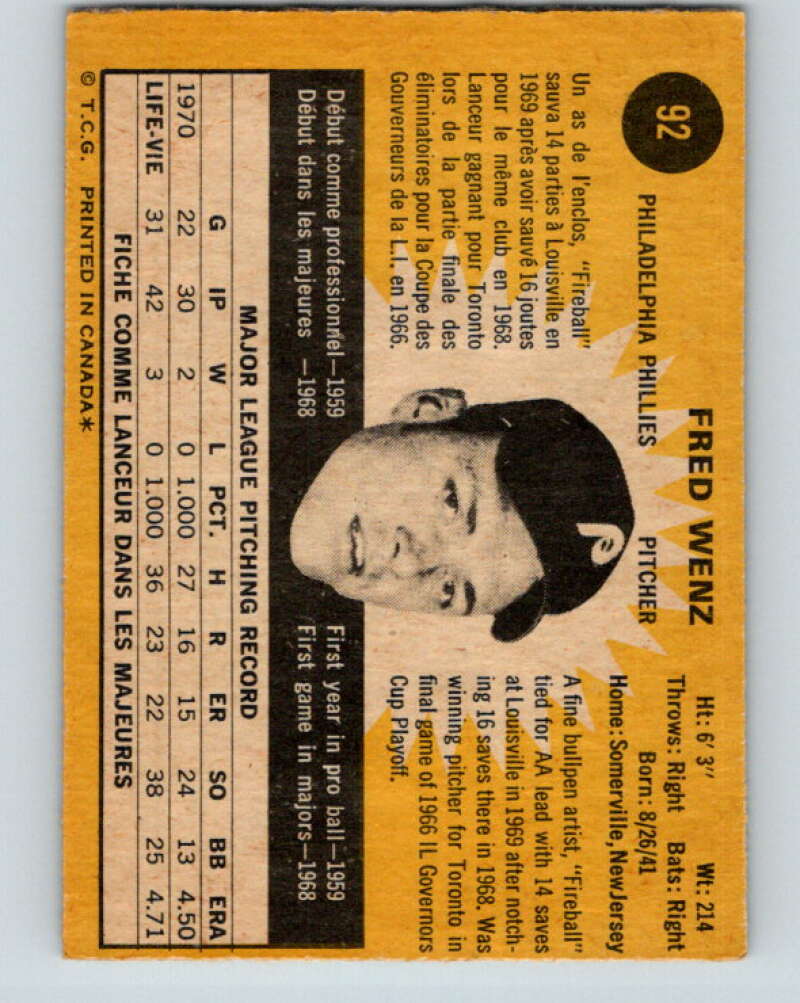 92
FRED WENZ
PHILADELPHIA PHILLIES PITCHER
Ht: 6' 3" Wt: 214
Throws: Right Bats: Right
Born: 8/26/41
Home: Somerville, New Jersey
Un as de l'enclos, "Fireball"
sauva 14 parties à Louisville en
1969 après avoir sauvé 16 joutes
pour le même club en 1968.
Lanceur gagnant pour Toronto
lors de la partie finale des
éliminatoires pour la Coupe des
Gouverneurs de la L.I. en 1966.
A fine bullpen artist, "Fireball"
tied for AA lead with 14 saves
at Louisville in 1969 after notch-
ing 16 saves there in 1968. Was
winning pitcher for Toronto in
final game of 1966 IL Governors
Cup Playoff.
Début comme professionnel—1959
Début dans les majeures —1968
First year in pro ball—1959
First game in majors—1968
MAJOR LEAGUE PITCHING RECORD
G IP W L PCT. H R ER SO BB ERA
1970 22 30 2 0 1.000 27 16 15 24 13 4.50
LIFE-VIE 31 42 3 0 1.000 36 23 22 38 25 4.71
FICHE COMME LANCEUR DANS LES MAJEURES
© T.C.G. PRINTED IN CANADA*
P